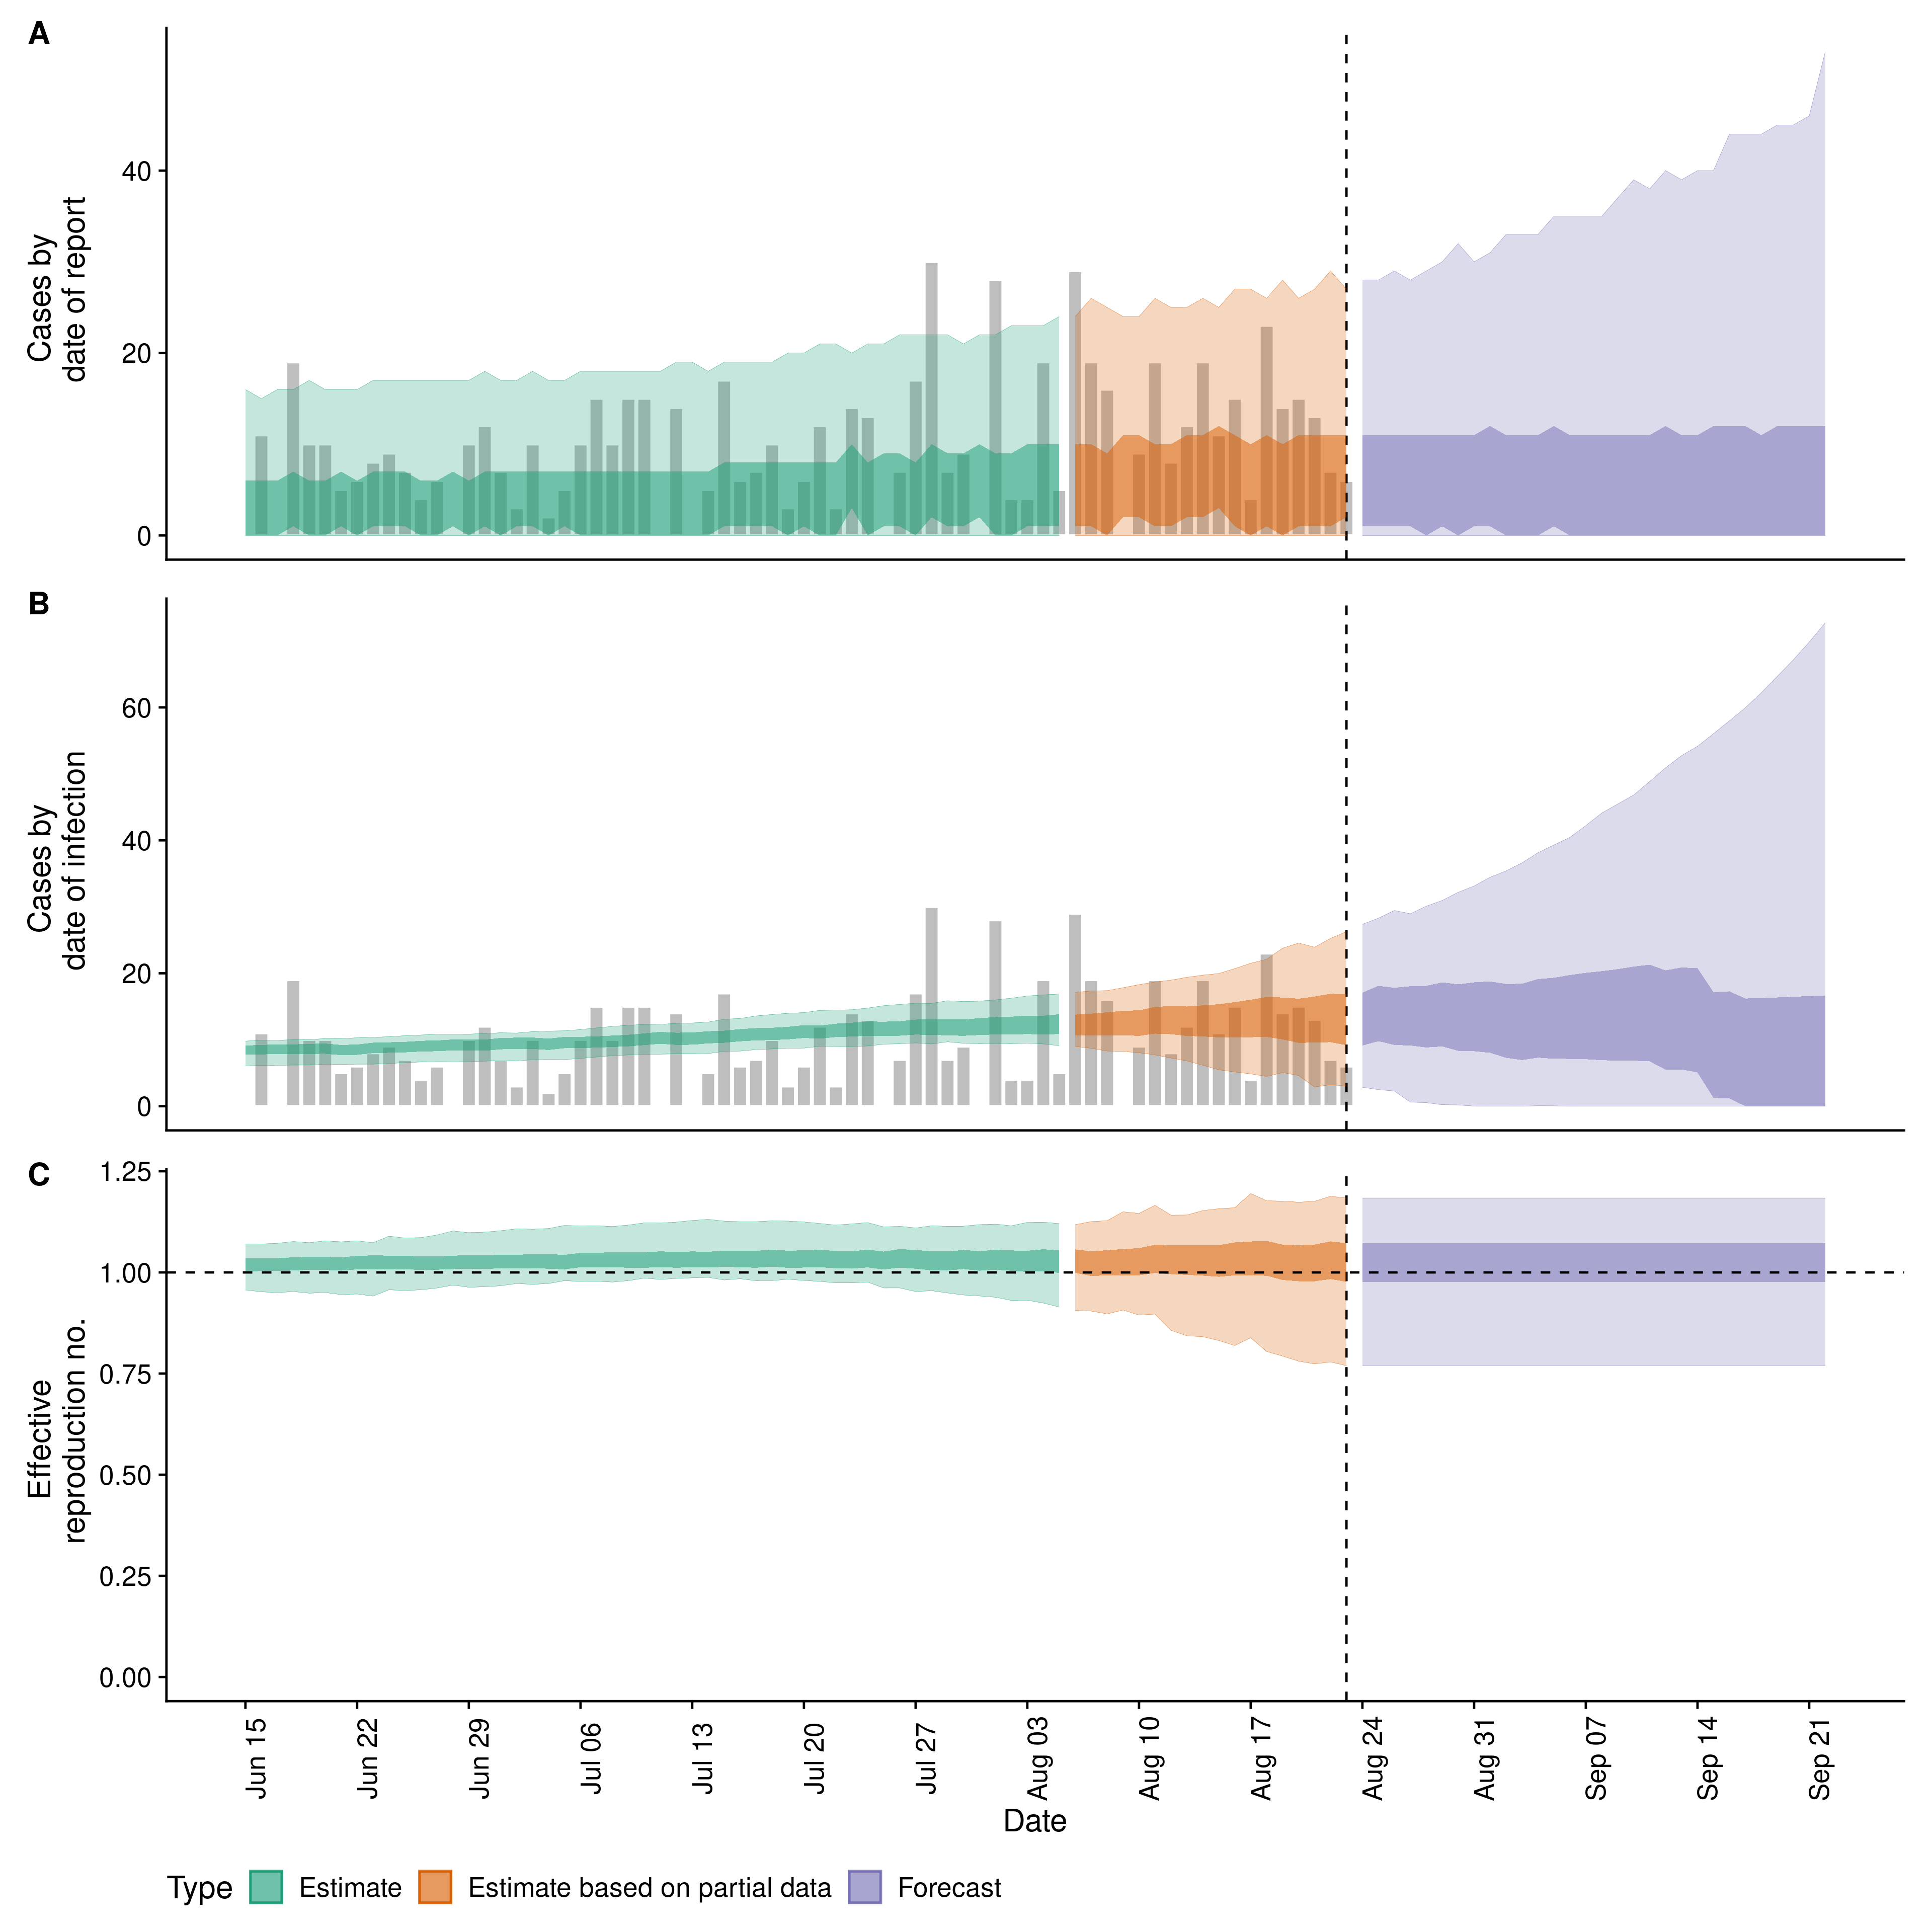 A
Cases by
date of report
40
20
0
B
Cases by
date of infection
60
40
20
0
C
Effective
reproduction no.
1.25
1.00
0.75
0.50
0.25
0.00
Jun 15
Jun 22
Jun 29
Jul 06
Jul 13
Jul 20
Jul 27
Aug 03
Aug 10
Aug 17
Aug 24
Aug 31
Sep 07
Sep 14
Sep 21
Date
Type Estimate Estimate based on partial data Forecast